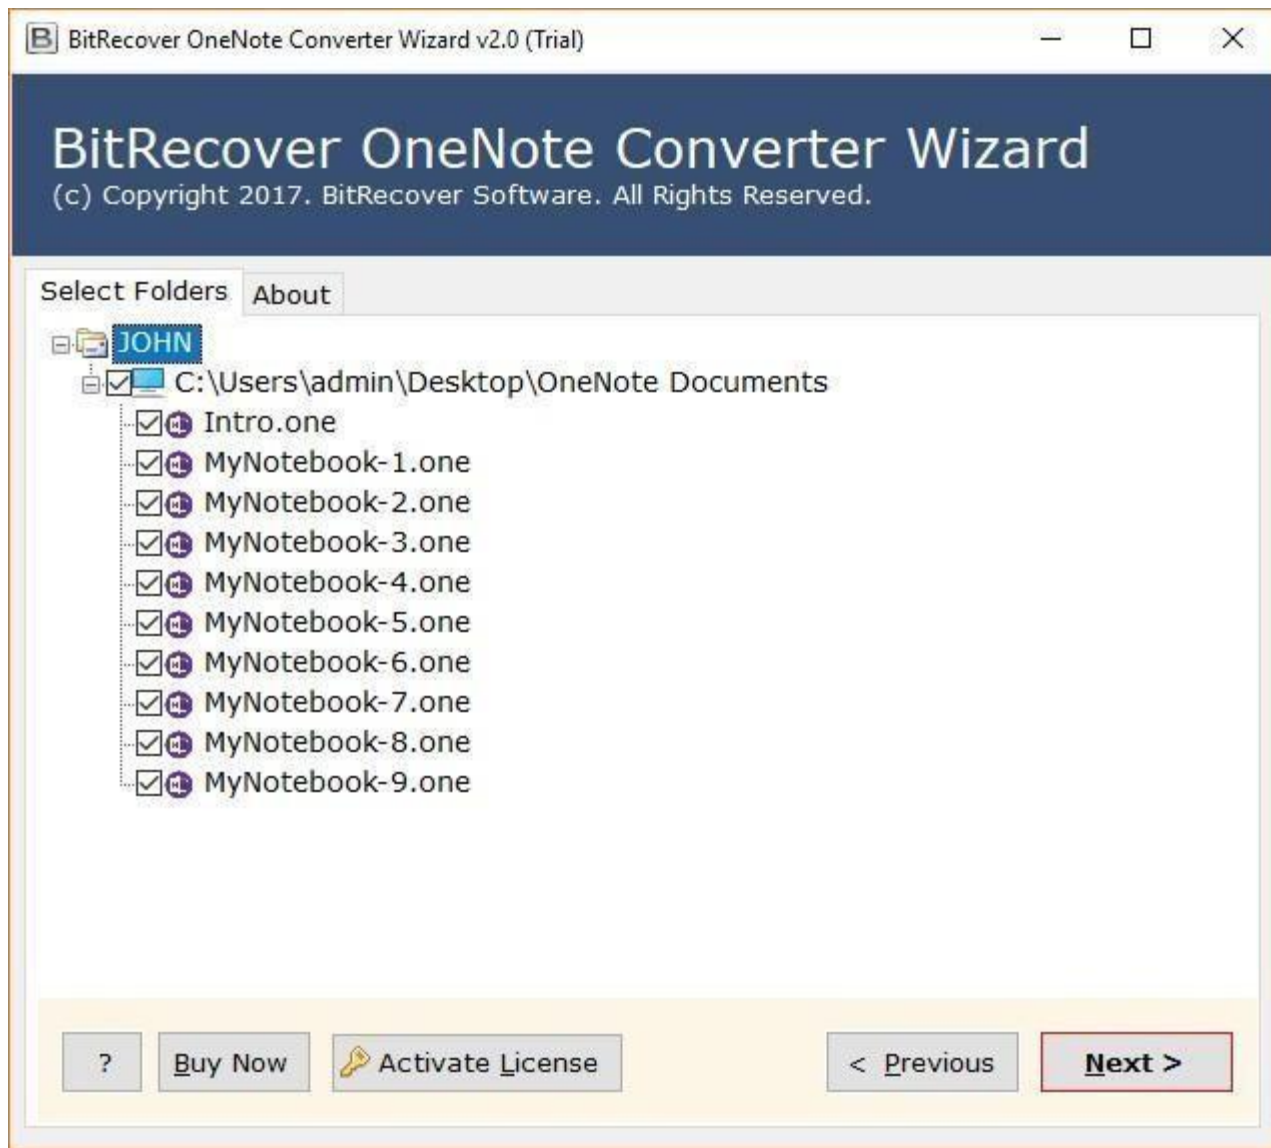 BitRecover OneNote Converter Wizard v2.0 (Trial)
BitRecover OneNote Converter Wizard
(c) Copyright 2017. BitRecover Software. All Rights Reserved.
Select Folders About
JOHN
C:\Users\admin\Desktop\OneNote Documents
Intro.one
MyNotebook-1.one
MyNotebook-2.one
MyNotebook-3.one
MyNotebook-4.one
MyNotebook-5.one
MyNotebook-6.one
MyNotebook-7.one
MyNotebook-8.one
MyNotebook-9.one
? Buy Now Activate License < Previous Next >